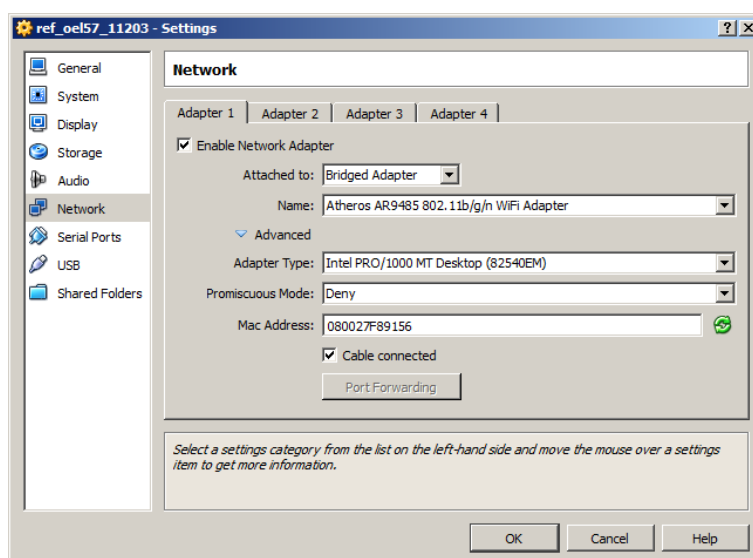 ref_oel57_11203 - Settings
General
System
Display
Storage
Audio
Network
Serial Ports
USB
Shared Folders
Network
Adapter 1 Adapter 2 Adapter 3 Adapter 4
Enable Network Adapter
Attached to: Bridged Adapter
Name: Atheros AR9485 802.11b/g/n WiFi Adapter
Advanced
Adapter Type: Intel PRO/1000 MT Desktop (82540EM)
Promiscuous Mode: Deny
Mac Address: 080027F89156
Cable connected
Port Forwarding
Select a settings category from the list on the left-hand side and move the mouse over a settings
item to get more information.
OK Cancel Help